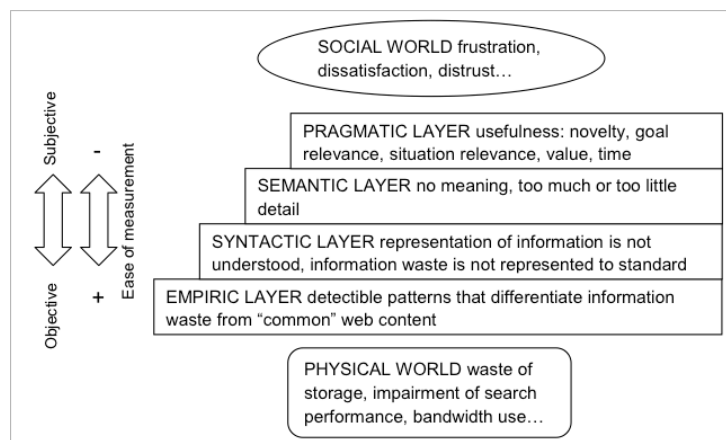 SOCIAL WORLD frustration,
dissatisfaction, distrust…
PRAGMATIC LAYER usefulness: novelty, goal
relevance, situation relevance, value, time
SEMANTIC LAYER no meaning, too much or too little
detail
SYNTACTIC LAYER representation of information is not
understood, information waste is not represented to standard
EMPIRIC LAYER detectible patterns that differentiate information
waste from “common” web content
PHYSICAL WORLD waste of
storage, impairment of search
performance, bandwidth use…
Subjective
Objective
-
+
Ease of measurement